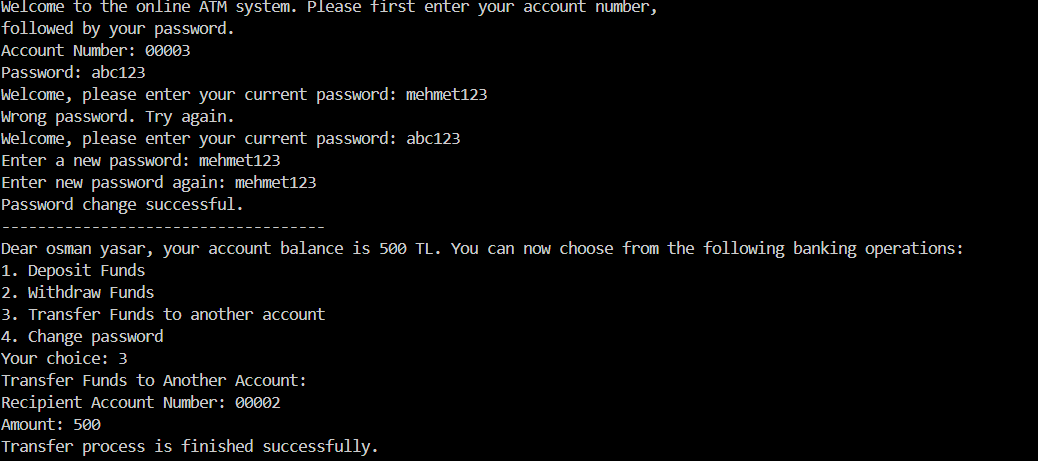 Welcome to the online ATM system. Please first enter your account number,
followed by your password.
Account Number: 00003
Password: abc123
Welcome, please enter your current password: mehmet123
Wrong password. Try again.
Welcome, please enter your current password: abc123
Enter a new password: mehmet123
Enter new password again: mehmet123
Password change successful.
------------------------------------
Dear osman yasar, your account balance is 500 TL. You can now choose from the following banking operations:
1. Deposit Funds
2. Withdraw Funds
3. Transfer Funds to another account
4. Change password
Your choice: 3
Transfer Funds to Another Account:
Recipient Account Number: 00002
Amount: 500
Transfer process is finished successfully.